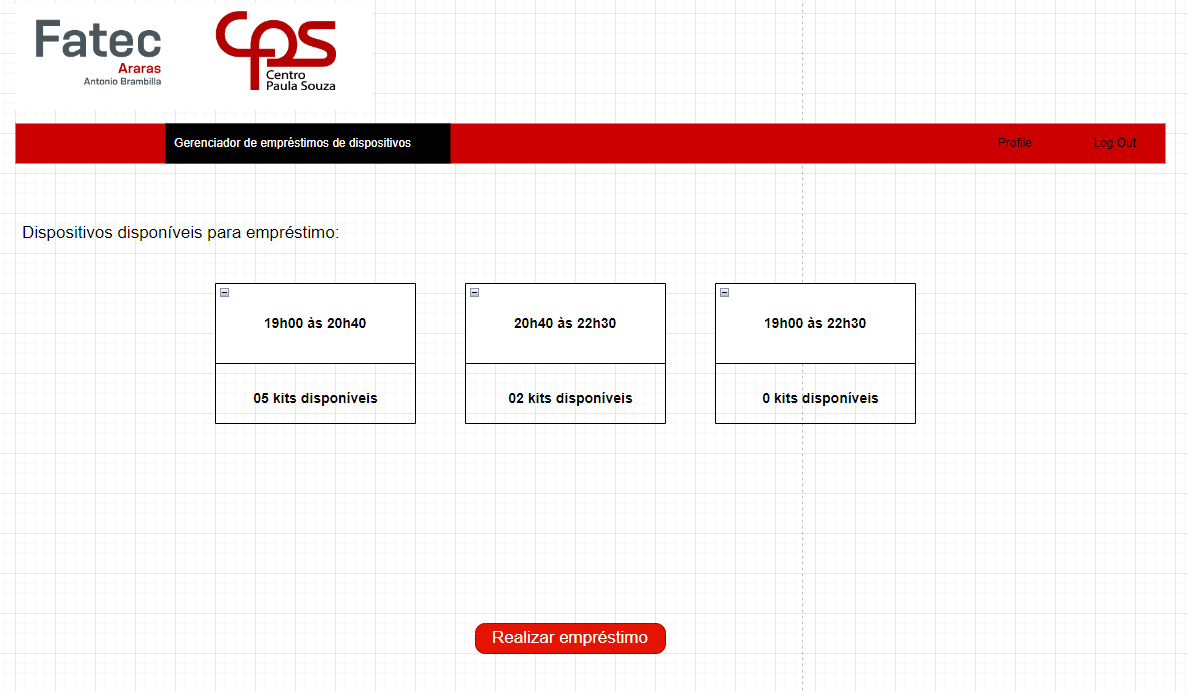 Fatec
Araras
Antonio Brambilla
cps
Centro
Paula Souza
Gerenciador de empréstimos de dispositivos
Profile
Log Out
Dispositivos disponíveis para empréstimo:
19h00 às 20h40
20h40 às 22h30
19h00 às 22h30
05 kits disponíveis
02 kits disponíveis
0 kits disponíveis
Realizar empréstimo